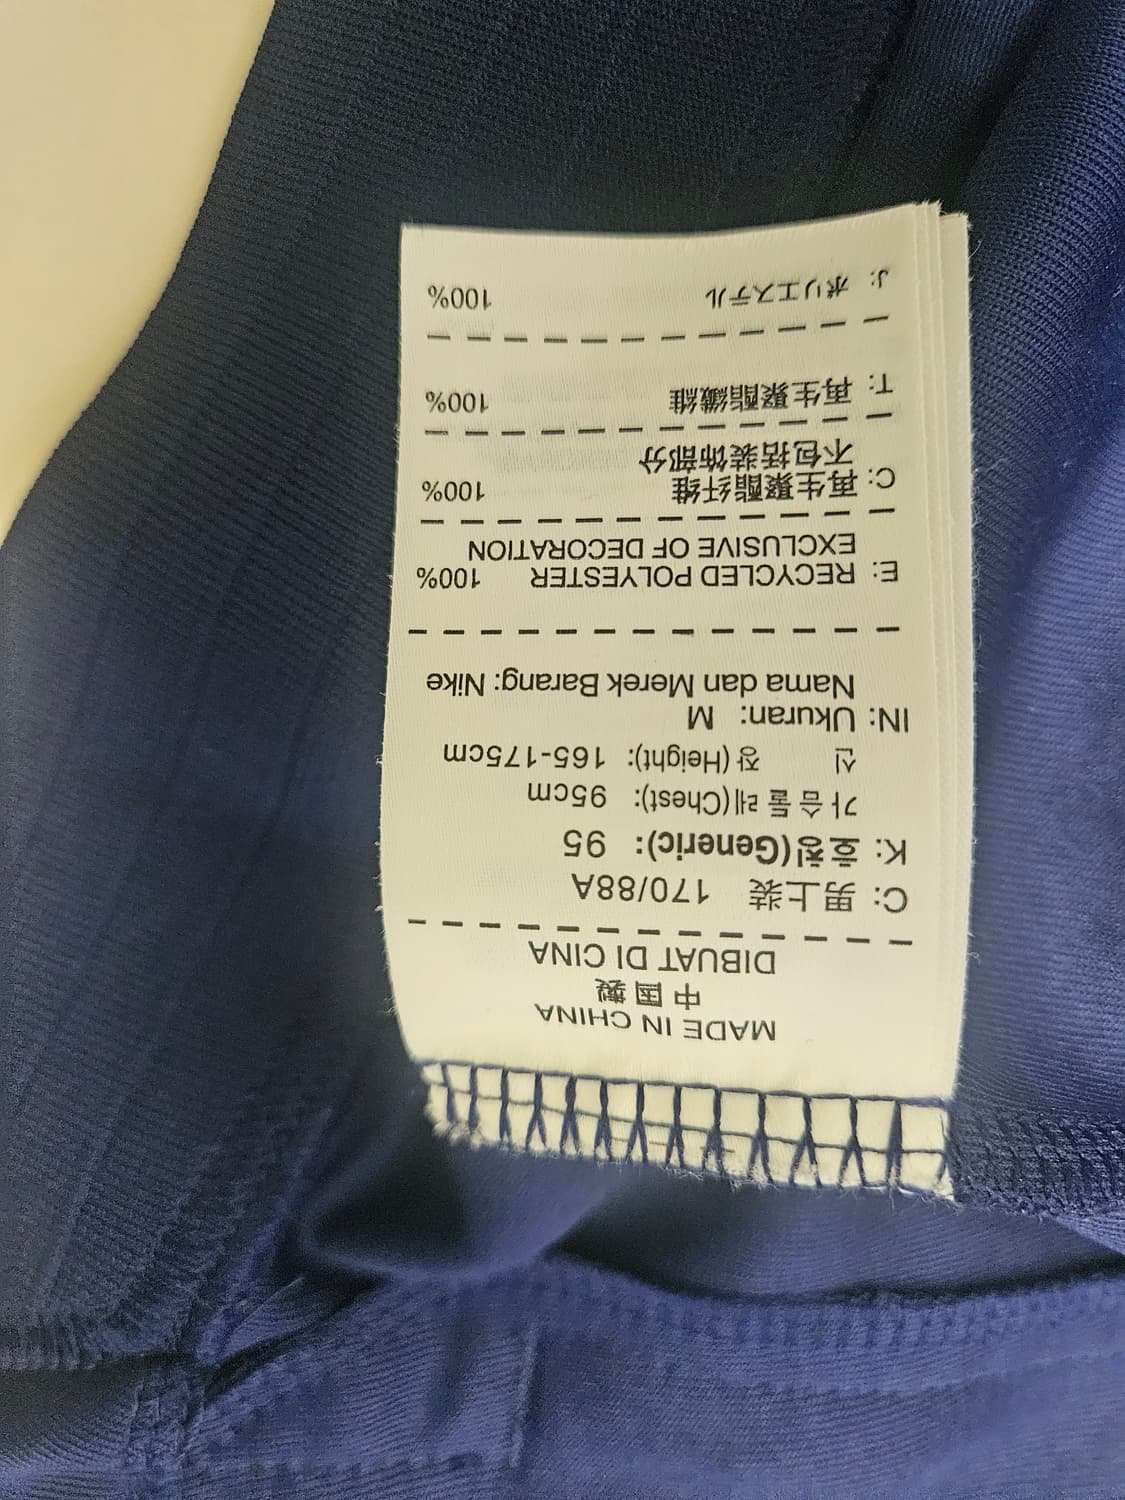 MADE IN CHINA
中国製
DIBUAT DI CINA
C: 男上装 170/88A
K: 호칭(Generic): 95
가슴둘레(Chest): 95cm
신 장(Height): 165-175cm
IN: Ukuran: M
Nama dan Merek Barang: Nike
E: RECYCLED POLYESTER 100%
EXCLUSIVE OF DECORATION
C: 再生聚酯纤维 100%
不包括装饰部分
T: 再生聚酯纖維 100%
J: ポリエステル 100%